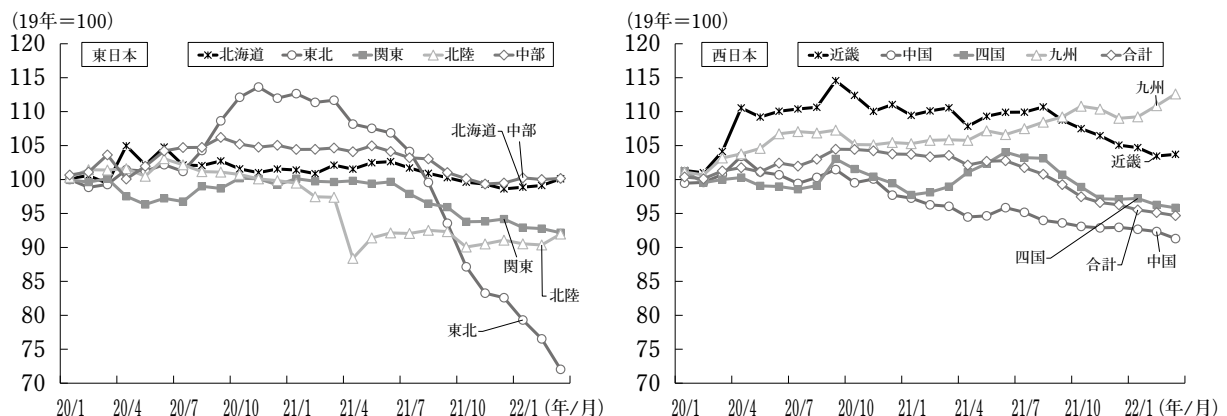 (19年＝100)
東日本
北海道 東北 関東 北陸 中部
120
115
110
105
100
95
90
85
80
75
70
北海道 中部
関東
北陸
東北
20/1 20/4 20/7 20/10 21/1 21/4 21/7 21/10 22/1 (年/月)
(19年＝100)
西日本
近畿 中国 四国 九州 合計
120
115
110
105
100
95
90
85
80
75
70
九州
近畿
四国
合計
中国
20/1 20/4 20/7 20/10 21/1 21/4 21/7 21/10 22/1 (年/月)